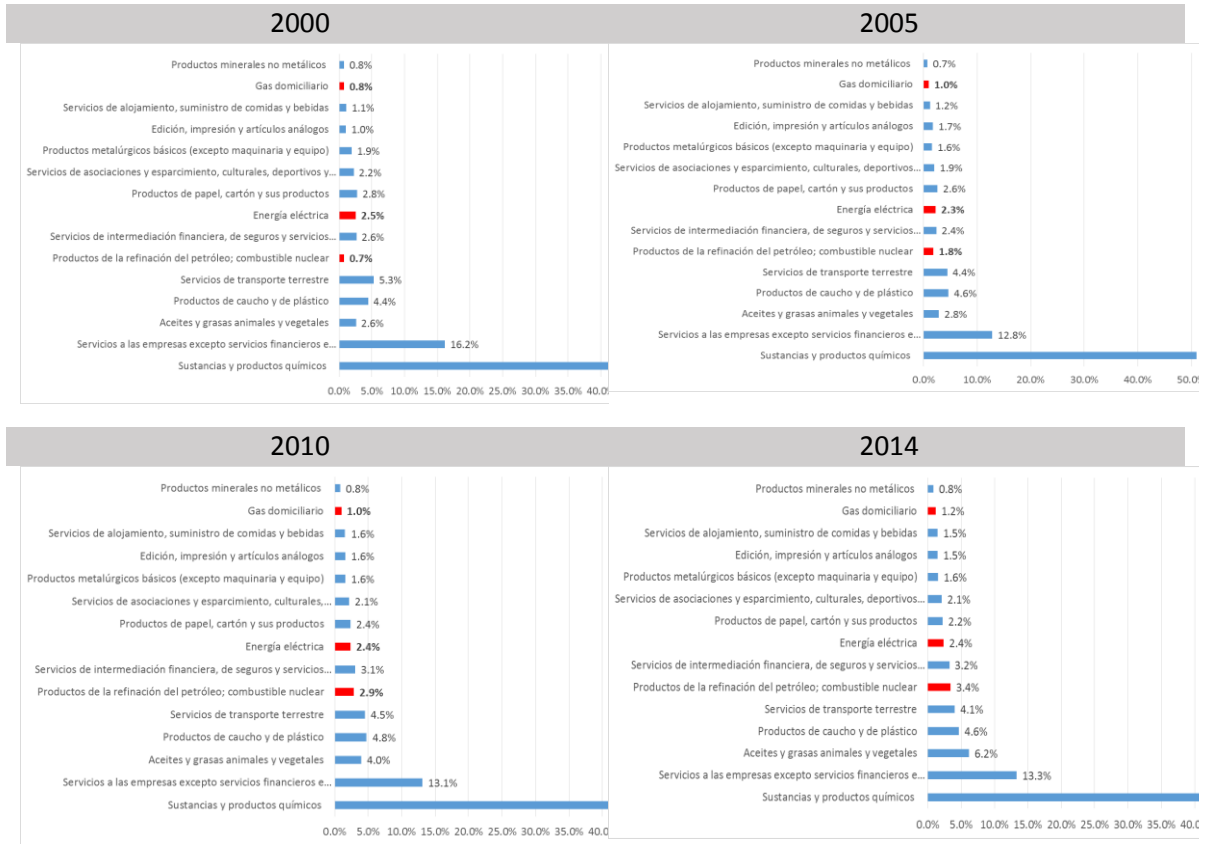 2000
Productos minerales no metálicos 0.8%
Gas domiciliario 0.8%
Servicios de alojamiento, suministro de comidas y bebidas 1.1%
Edición, impresión y artículos análogos 1.0%
Productos metalúrgicos básicos (excepto maquinaria y equipo) 1.9%
Servicios de asociaciones y esparcimiento, culturales, deportivos y... 2.2%
Productos de papel, cartón y sus productos 2.8%
Energía eléctrica 2.5%
Servicios de intermediación financiera, de seguros y servicios... 2.6%
Productos de la refinación del petróleo; combustible nuclear 0.7%
Servicios de transporte terrestre 5.3%
Productos de caucho y de plástico 4.4%
Aceites y grasas animales y vegetales 2.6%
Servicios a las empresas excepto servicios financieros e... 16.2%
Sustancias y productos químicos
0.0% 5.0% 10.0% 15.0% 20.0% 25.0% 30.0% 35.0% 40.0
2005
Productos minerales no metálicos 0.7%
Gas domiciliario 1.0%
Servicios de alojamiento, suministro de comidas y bebidas 1.2%
Edición, impresión y artículos análogos 1.7%
Productos metalúrgicos básicos (excepto maquinaria y equipo) 1.6%
Servicios de asociaciones y esparcimiento, culturales, deportivos... 1.9%
Productos de papel, cartón y sus productos 2.6%
Energía eléctrica 2.3%
Servicios de intermediación financiera, de seguros y servicios... 2.4%
Productos de la refinación del petróleo; combustible nuclear 1.8%
Servicios de transporte terrestre 4.4%
Productos de caucho y de plástico 4.6%
Aceites y grasas animales y vegetales 2.8%
Servicios a las empresas excepto servicios financieros e... 12.8%
Sustancias y productos químicos
0.0% 10.0% 20.0% 30.0% 40.0% 50.0
2010
Productos minerales no metálicos 0.8%
Gas domiciliario 1.0%
Servicios de alojamiento, suministro de comidas y bebidas 1.6%
Edición, impresión y artículos análogos 1.6%
Productos metalúrgicos básicos (excepto maquinaria y equipo) 1.6%
Servicios de asociaciones y esparcimiento, culturales,... 2.1%
Productos de papel, cartón y sus productos 2.4%
Energía eléctrica 2.4%
Servicios de intermediación financiera, de seguros y servicios... 3.1%
Productos de la refinación del petróleo; combustible nuclear 2.9%
Servicios de transporte terrestre 4.5%
Productos de caucho y de plástico 4.8%
Aceites y grasas animales y vegetales 4.0%
Servicios a las empresas excepto servicios financieros e... 13.1%
Sustancias y productos químicos
0.0% 5.0% 10.0% 15.0% 20.0% 25.0% 30.0% 35.0% 40.0
2014
Productos minerales no metálicos 0.8%
Gas domiciliario 1.2%
Servicios de alojamiento, suministro de comidas y bebidas 1.5%
Edición, impresión y artículos análogos 1.5%
Productos metalúrgicos básicos (excepto maquinaria y equipo) 1.6%
Servicios de asociaciones y esparcimiento, culturales, deportivos... 2.1%
Productos de papel, cartón y sus productos 2.2%
Energía eléctrica 2.4%
Servicios de intermediación financiera, de seguros y servicios... 3.2%
Productos de la refinación del petróleo; combustible nuclear 3.4%
Servicios de transporte terrestre 4.1%
Productos de caucho y de plástico 4.6%
Aceites y grasas animales y vegetales 6.2%
Servicios a las empresas excepto servicios financieros e... 13.3%
Sustancias y productos químicos
0.0% 5.0% 10.0% 15.0% 20.0% 25.0% 30.0% 35.0% 40.0